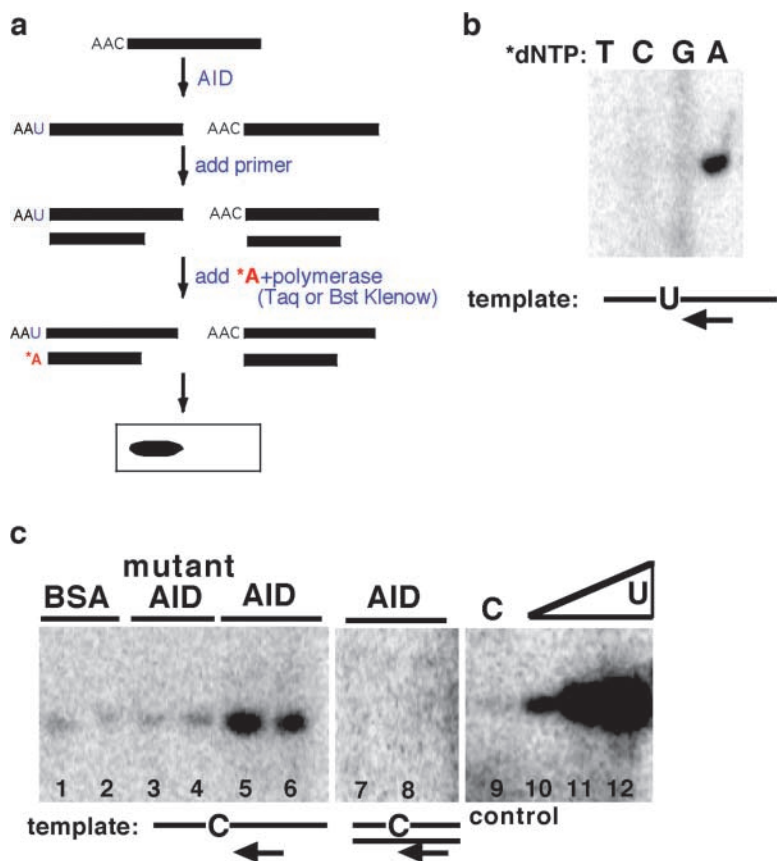 a
AAC
AID
AAU AAC
add primer
AAU AAC
add *A+polymerase
(Taq or Bst Klenow)
AAU AAC
*A
b
*dNTP: T C G A
template: U
c
BSA mutant AID AID AID C U
1 2 3 4 5 6 7 8 9 10 11 12
template: C C control